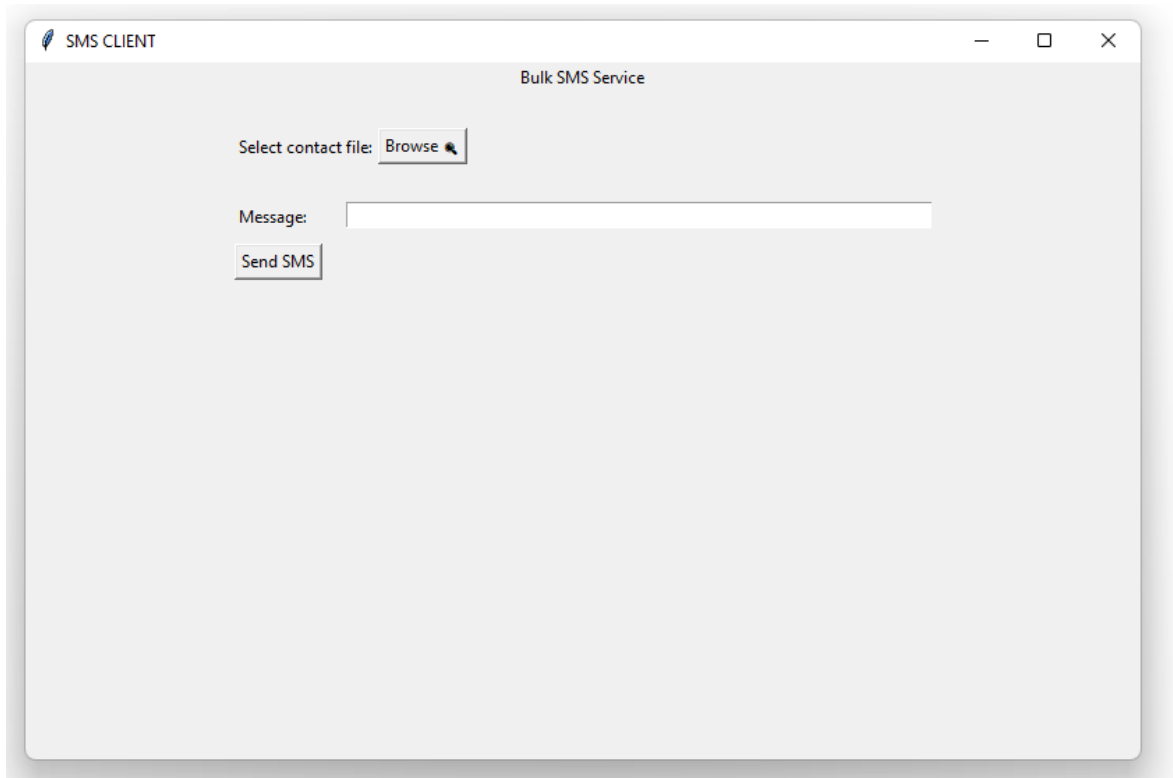 SMS CLIENT
Bulk SMS Service
Select contact file: Browse
Message:
Send SMS